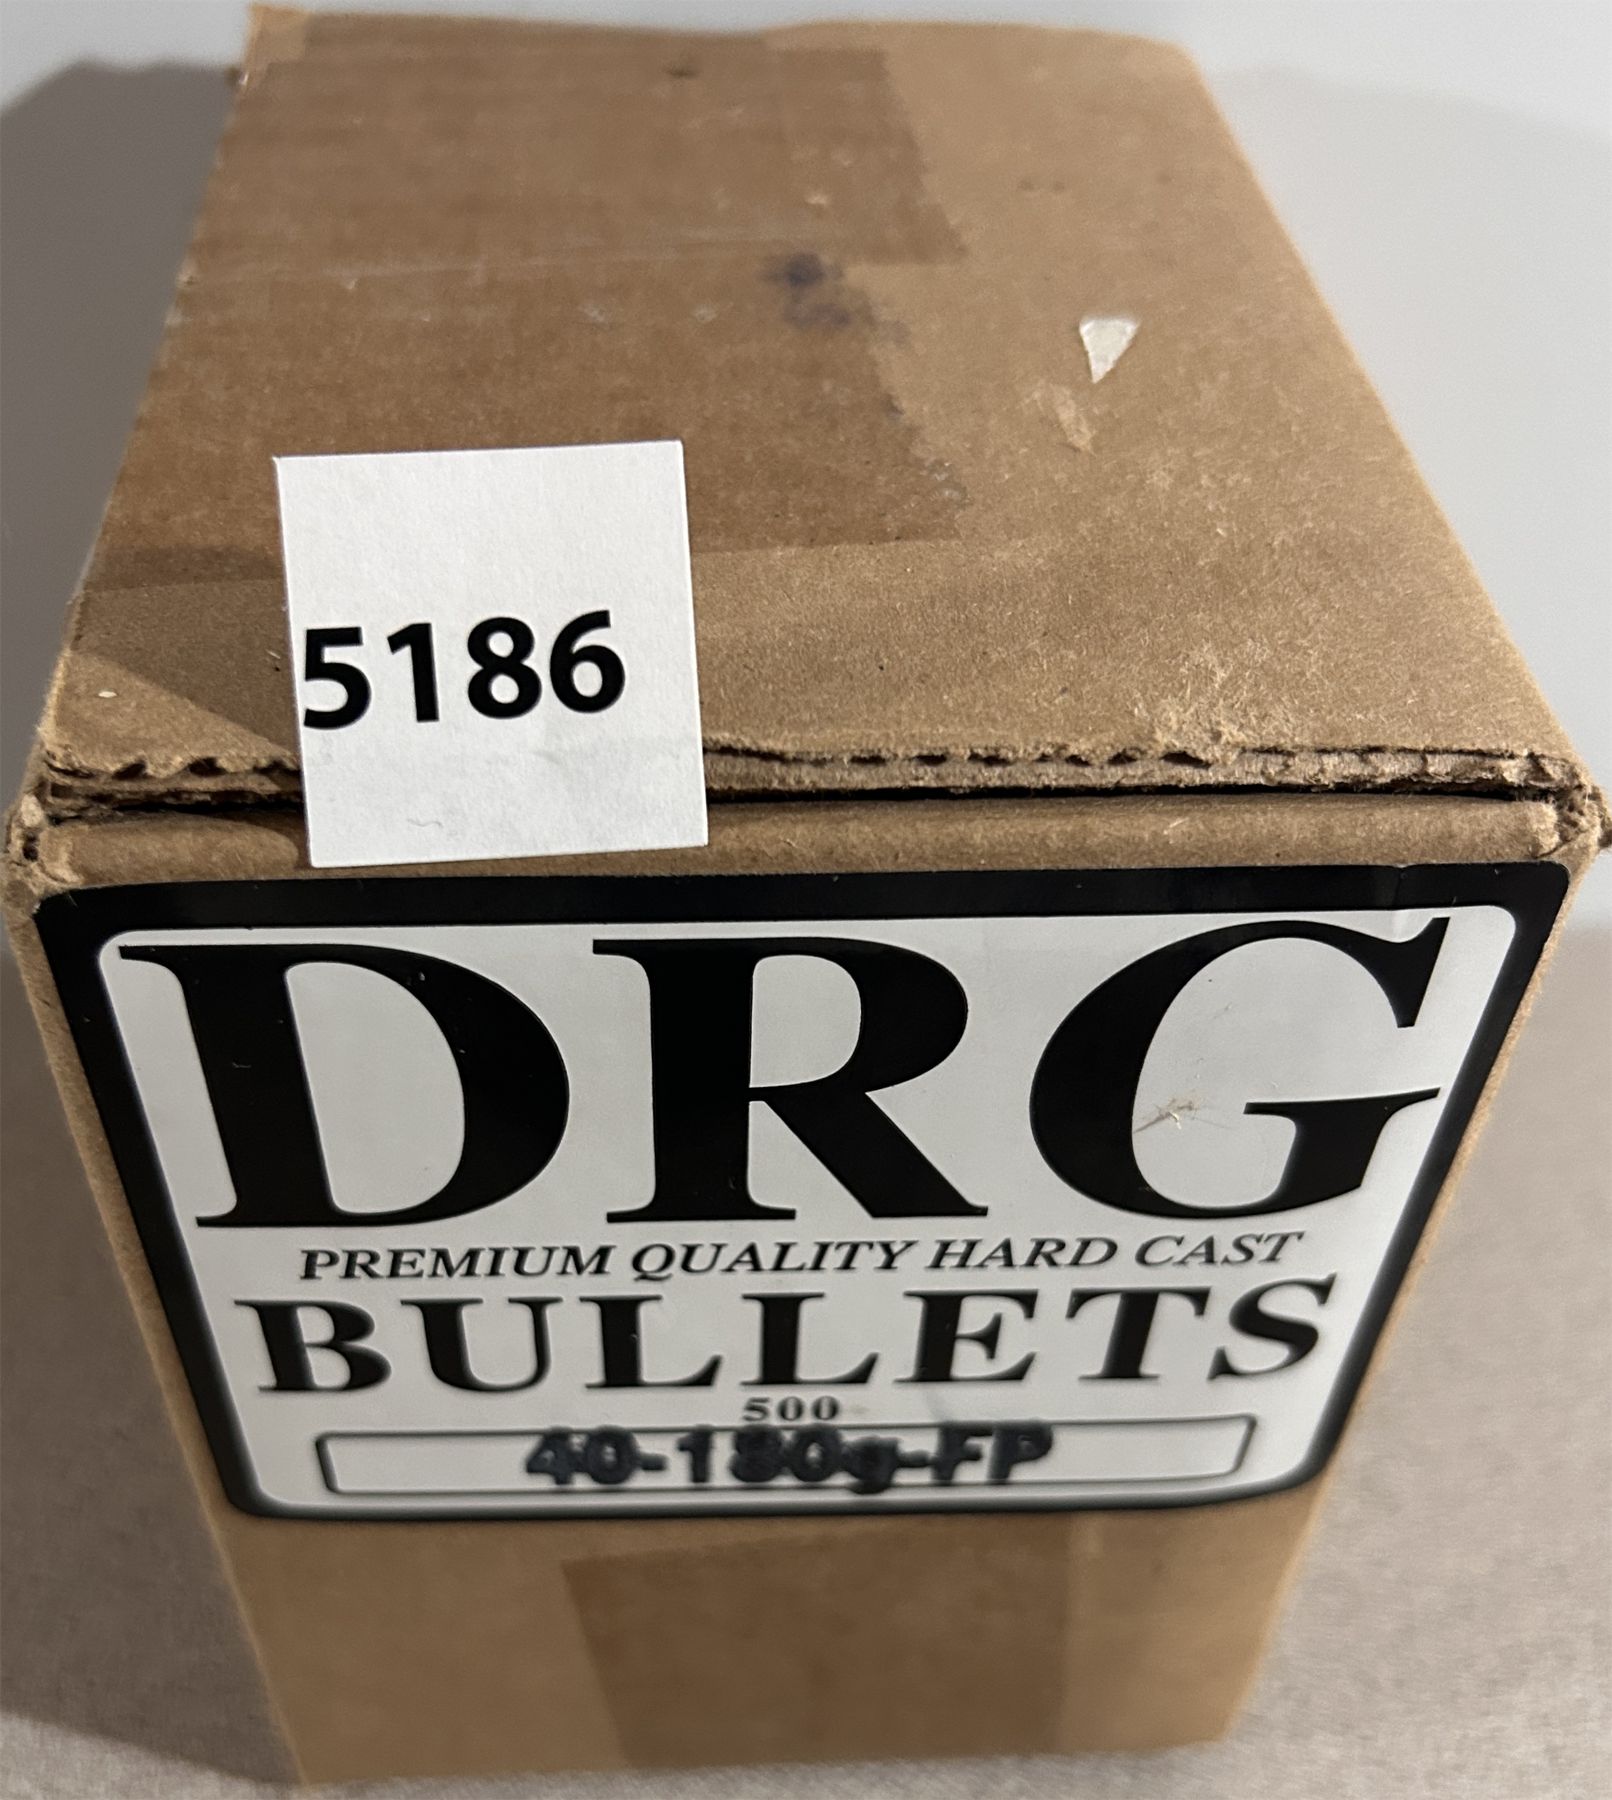 5186
DRG
PREMIUM QUALITY HARD CAST
BULLETS
500
40-180g-FP